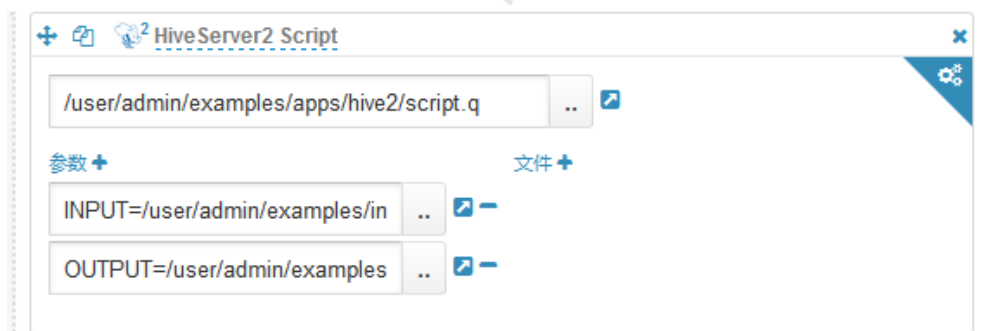 2 HiveServer2 Script
/user/admin/examples/apps/hive2/script.q ..
参数 文件
INPUT=/user/admin/examples/in ..
OUTPUT=/user/admin/examples ..